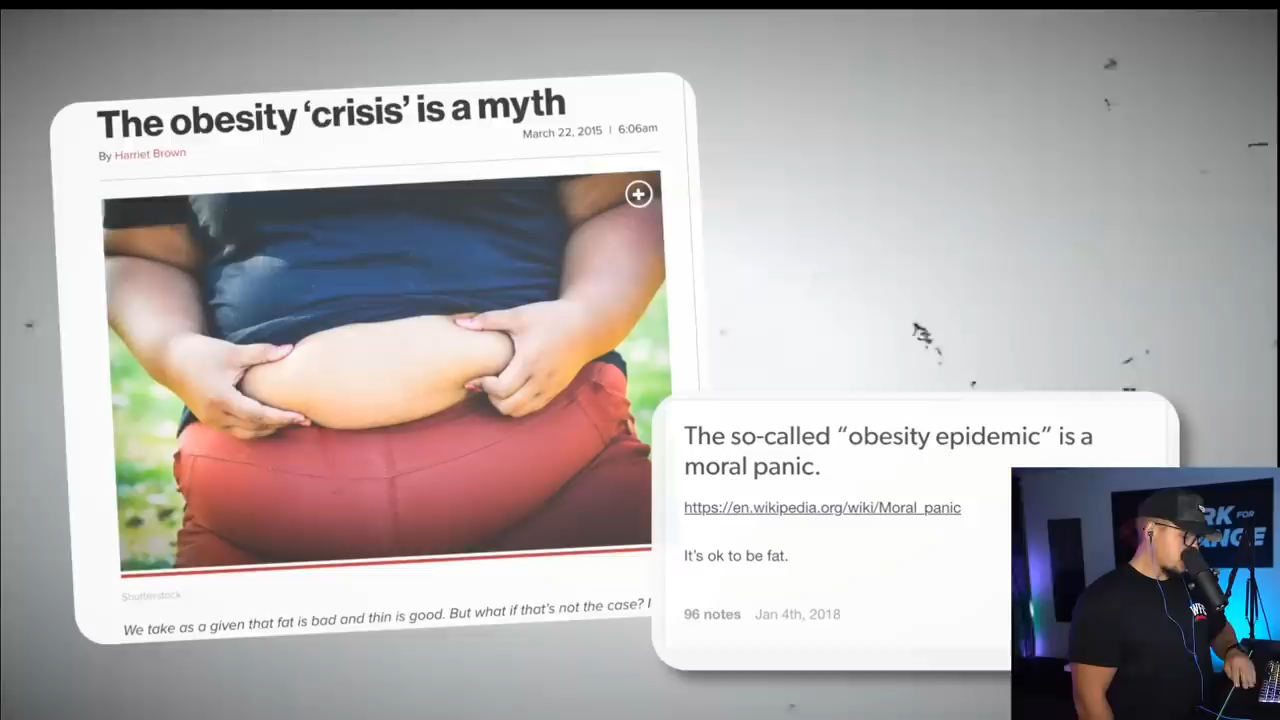 The obesity ‘crisis’ is a myth
March 22, 2015 | 6:06am
By Harriet Brown
Shutterstock
We take as a given that fat is bad and thin is good. But what if that’s not the case? I
The so-called “obesity epidemic” is a
moral panic.
https://en.wikipedia.org/wiki/Moral_panic
It’s ok to be fat.
96 notes Jan 4th, 2018
RK FOR
ANGE